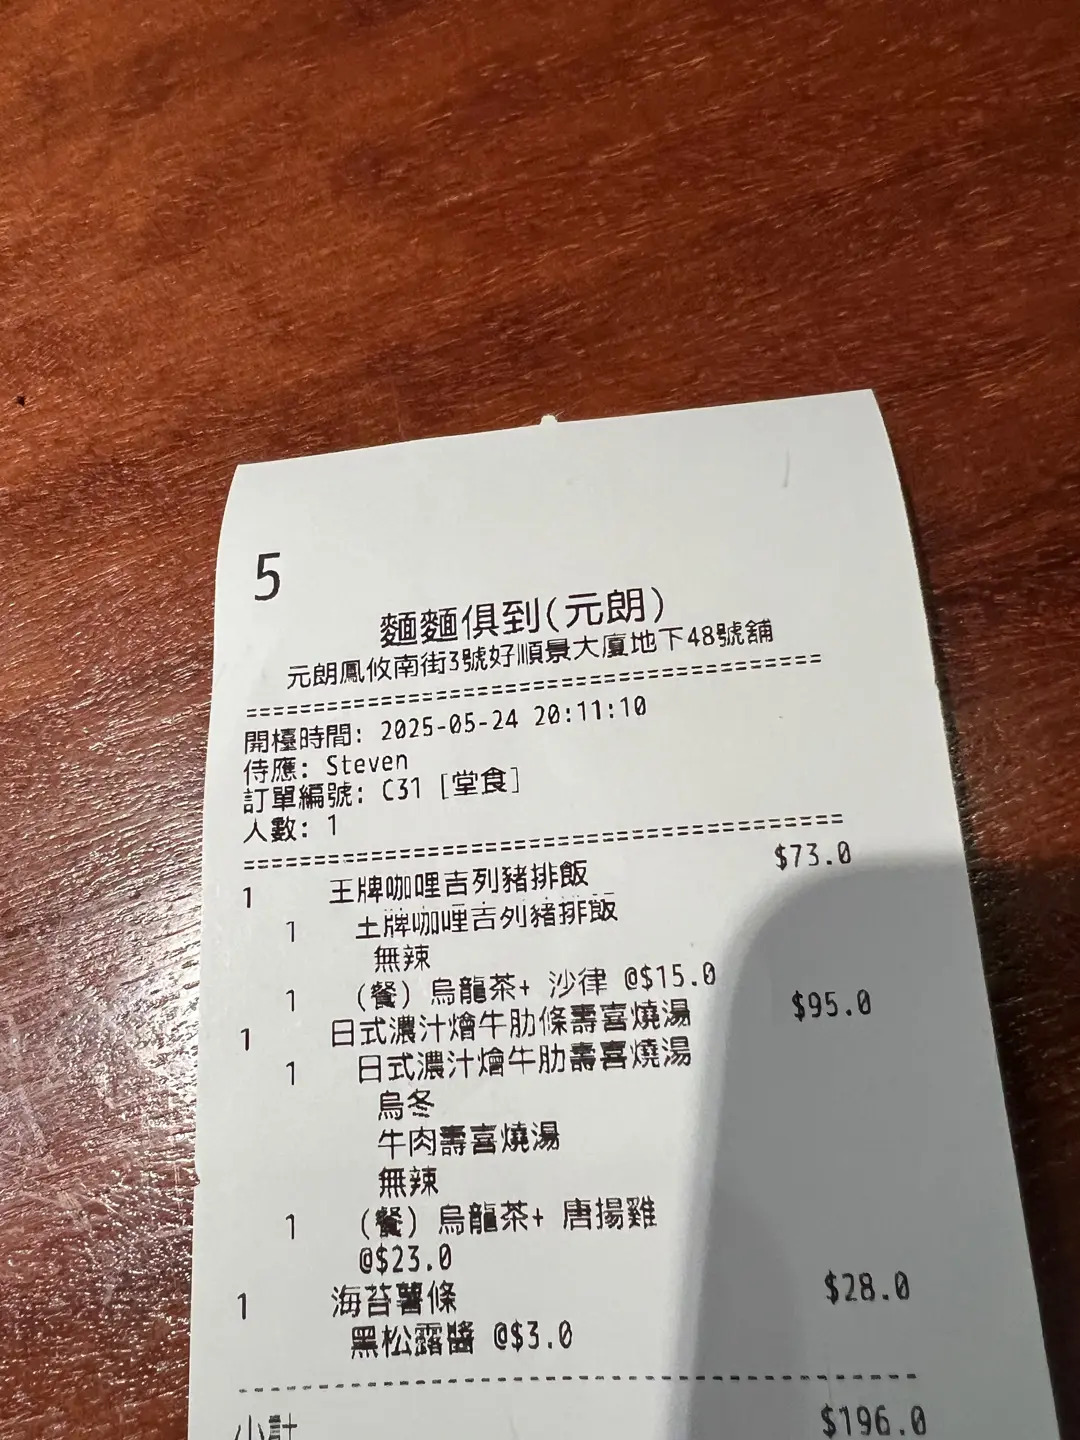 5
麵麵俱到(元朗)
元朗鳳攸南街3號好順景大廈地下48號舖
==========================================
開檯時間: 2025-05-24 20:11:10
侍應: Steven
訂單編號: C31 [堂食]
人數: 1
==========================================
1 王牌咖哩吉列豬排飯 $73.0
1 王牌咖哩吉列豬排飯
無辣
1 (餐) 烏龍茶+ 沙律 @$15.0
1 日式濃汁燴牛肋條壽喜燒湯 $95.0
1 日式濃汁燴牛肋壽喜燒湯
烏冬
牛肉壽喜燒湯
無辣
1 (餐) 烏龍茶+ 唐揚雞
@$23.0
1 海苔薯條 $28.0
黑松露醬 @$3.0
------------------------------------------
小計 $196.0